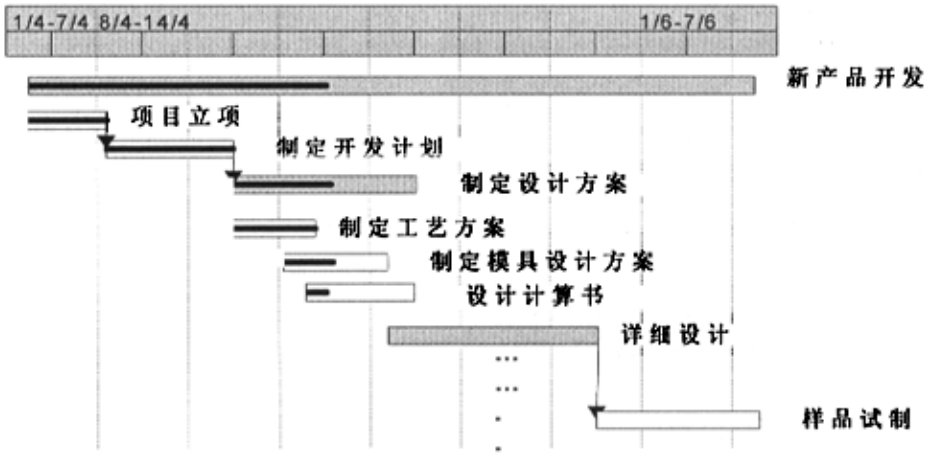 1/4-7/4 8/4-14/4 1/6-7/6
新产品开发
项目立项
制定开发计划
制定设计方案
制定工艺方案
制定模具设计方案
设计计算书
详细设计
...
...
样品试制